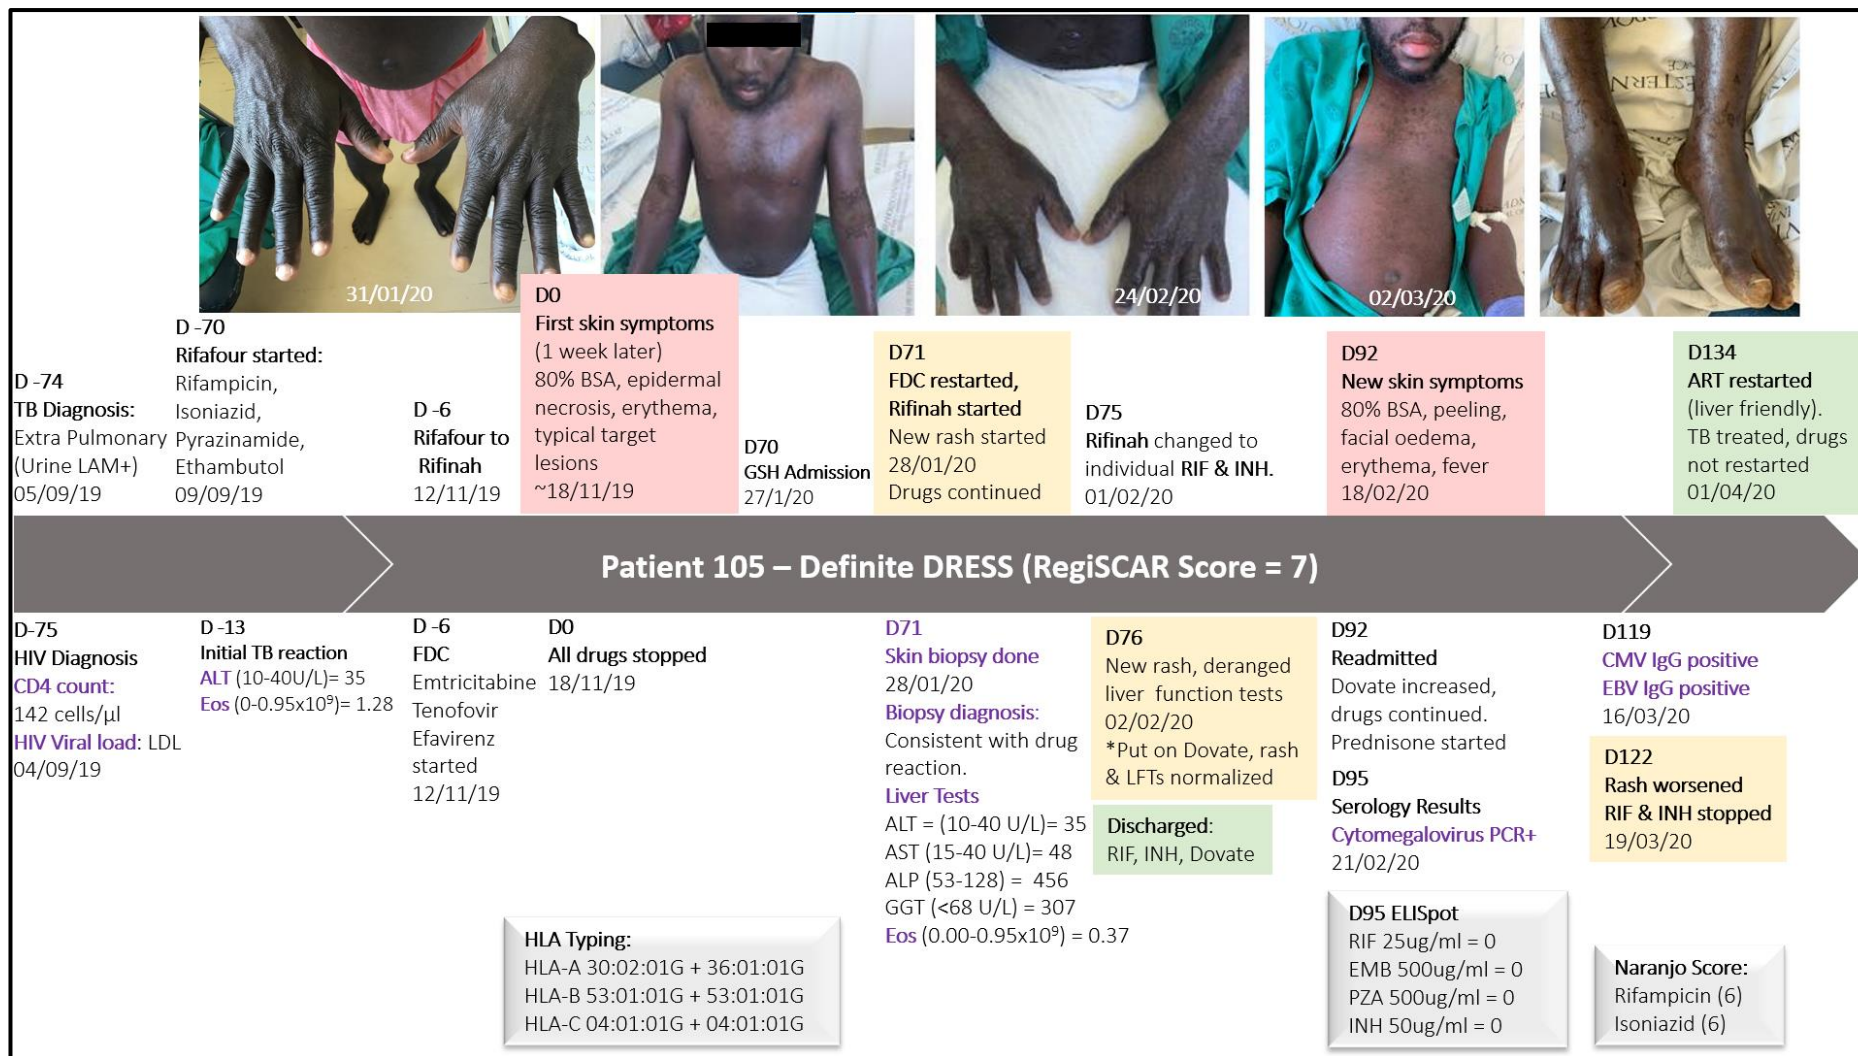 31/01/20
24/02/20
02/03/20
D -74
TB Diagnosis:
Extra Pulmonary
(Urine LAM+)
05/09/19
D -70
Rifafour started:
Rifampicin,
Isoniazid,
Pyrazinamide,
Ethambutol
09/09/19
D -6
Rifafour to
Rifinah
12/11/19
D0
First skin symptoms
(1 week later)
80% BSA, epidermal
necrosis, erythema,
typical target
lesions
~18/11/19
D70
GSH Admission
27/1/20
D71
FDC restarted,
Rifinah started
New rash started
28/01/20
Drugs continued
D75
Rifinah changed to
individual RIF & INH.
01/02/20
D92
New skin symptoms
80% BSA, peeling,
facial oedema,
erythema, fever
18/02/20
D134
ART restarted
(liver friendly).
TB treated, drugs
not restarted
01/04/20
Patient 105 – Definite DRESS (RegiSCAR Score = 7)
D-75
HIV Diagnosis
CD4 count:
142 cells/µl
HIV Viral load: LDL
04/09/19
D -13
Initial TB reaction
ALT (10-40U/L)= 35
Eos (0-0.95x10⁹)= 1.28
D -6
FDC
Emtricitabine
Tenofovir
Efavirenz
started
12/11/19
D0
All drugs stopped
18/11/19
HLA Typing:
HLA-A 30:02:01G + 36:01:01G
HLA-B 53:01:01G + 53:01:01G
HLA-C 04:01:01G + 04:01:01G
D71
Skin biopsy done
28/01/20
Biopsy diagnosis:
Consistent with drug
reaction.
Liver Tests
ALT = (10-40 U/L)= 35
AST (15-40 U/L)= 48
ALP (53-128) = 456
GGT (<68 U/L) = 307
Eos (0.00-0.95x10⁹) = 0.37
D76
New rash, deranged
liver function tests
02/02/20
*Put on Dovate, rash
& LFTs normalized
Discharged:
RIF, INH, Dovate
D92
Readmitted
Dovate increased,
drugs continued.
Prednisone started
D95
Serology Results
Cytomegalovirus PCR+
21/02/20
D95 ELISpot
RIF 25ug/ml = 0
EMB 500ug/ml = 0
PZA 500ug/ml = 0
INH 50ug/ml = 0
D119
CMV IgG positive
EBV IgG positive
16/03/20
D122
Rash worsened
RIF & INH stopped
19/03/20
Naranjo Score:
Rifampicin (6)
Isoniazid (6)